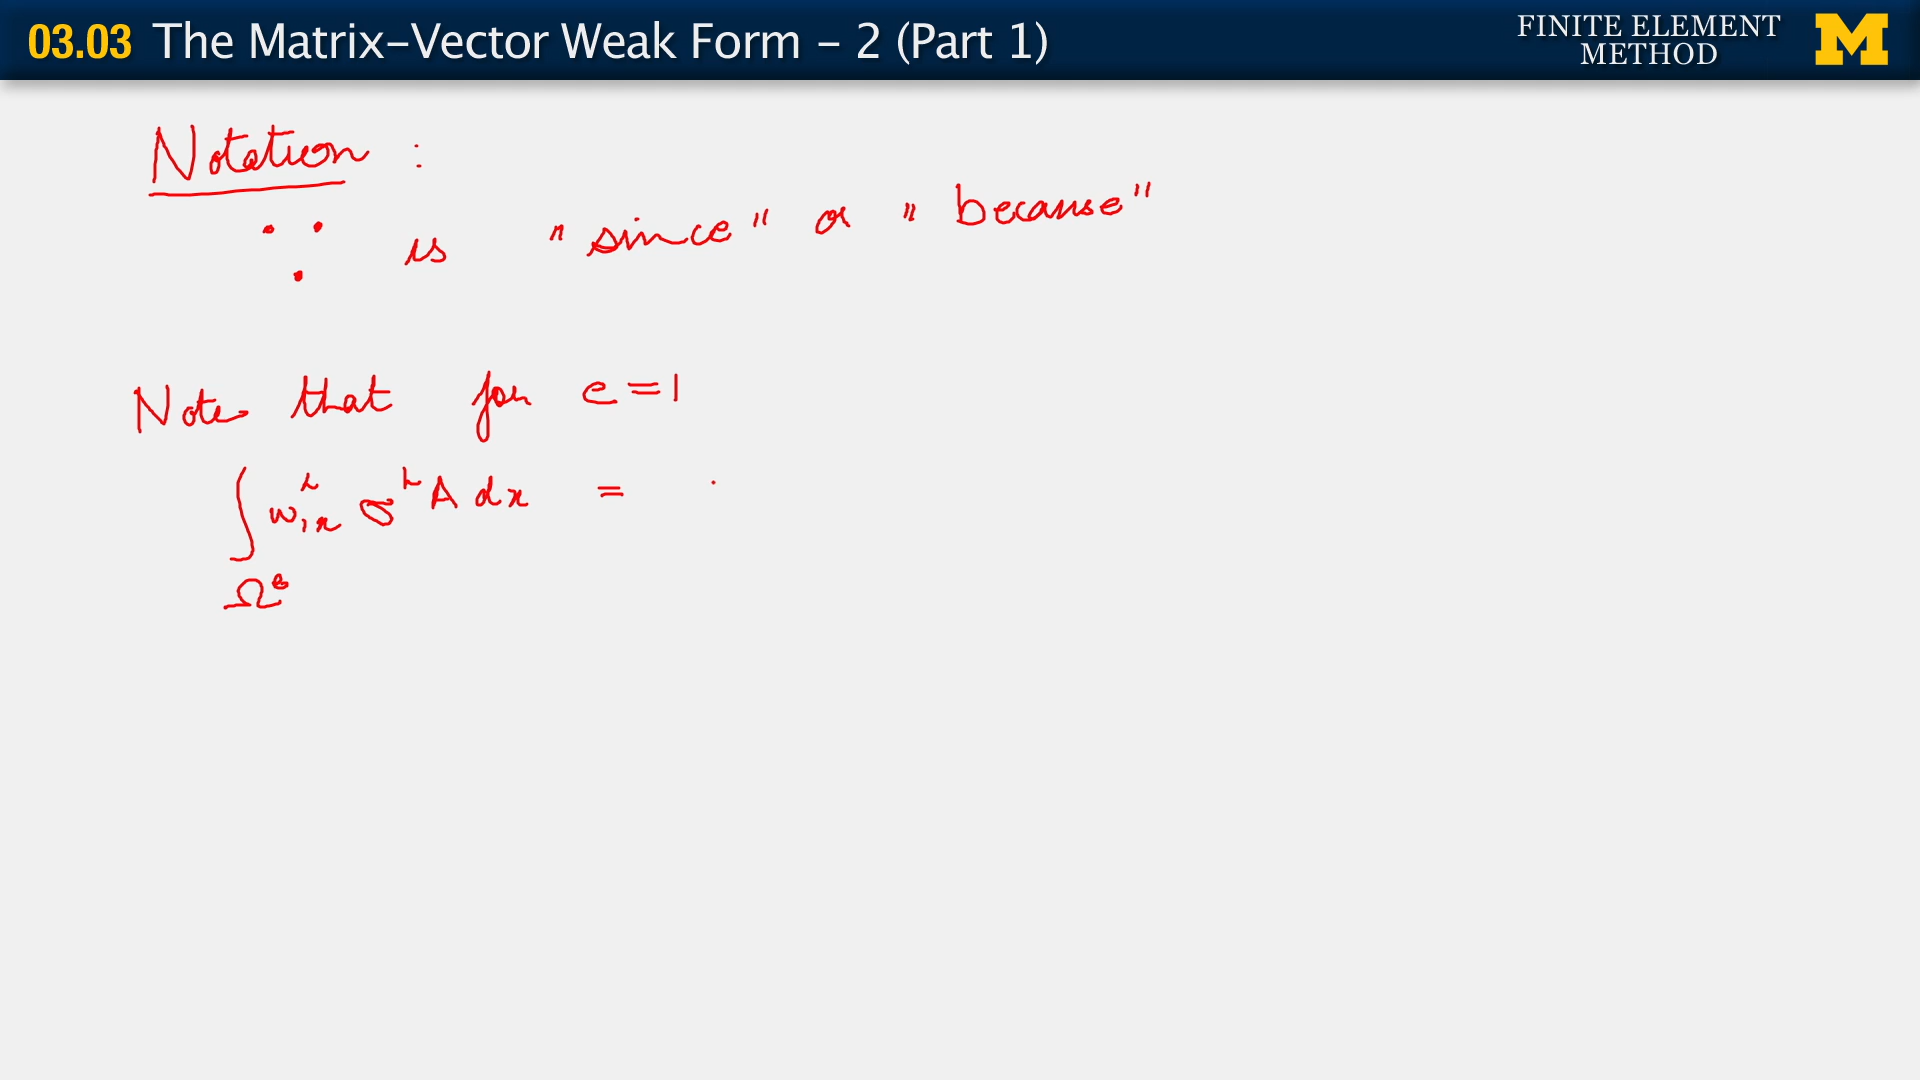 03.03 The Matrix-Vector Weak Form – 2 (Part 1)
FINITE ELEMENT
METHOD
M
Notation :
∵ is "since" or "because"
Note that for e=1
∫ w,ₓʰ σʰ A dx =
Ωᵉ